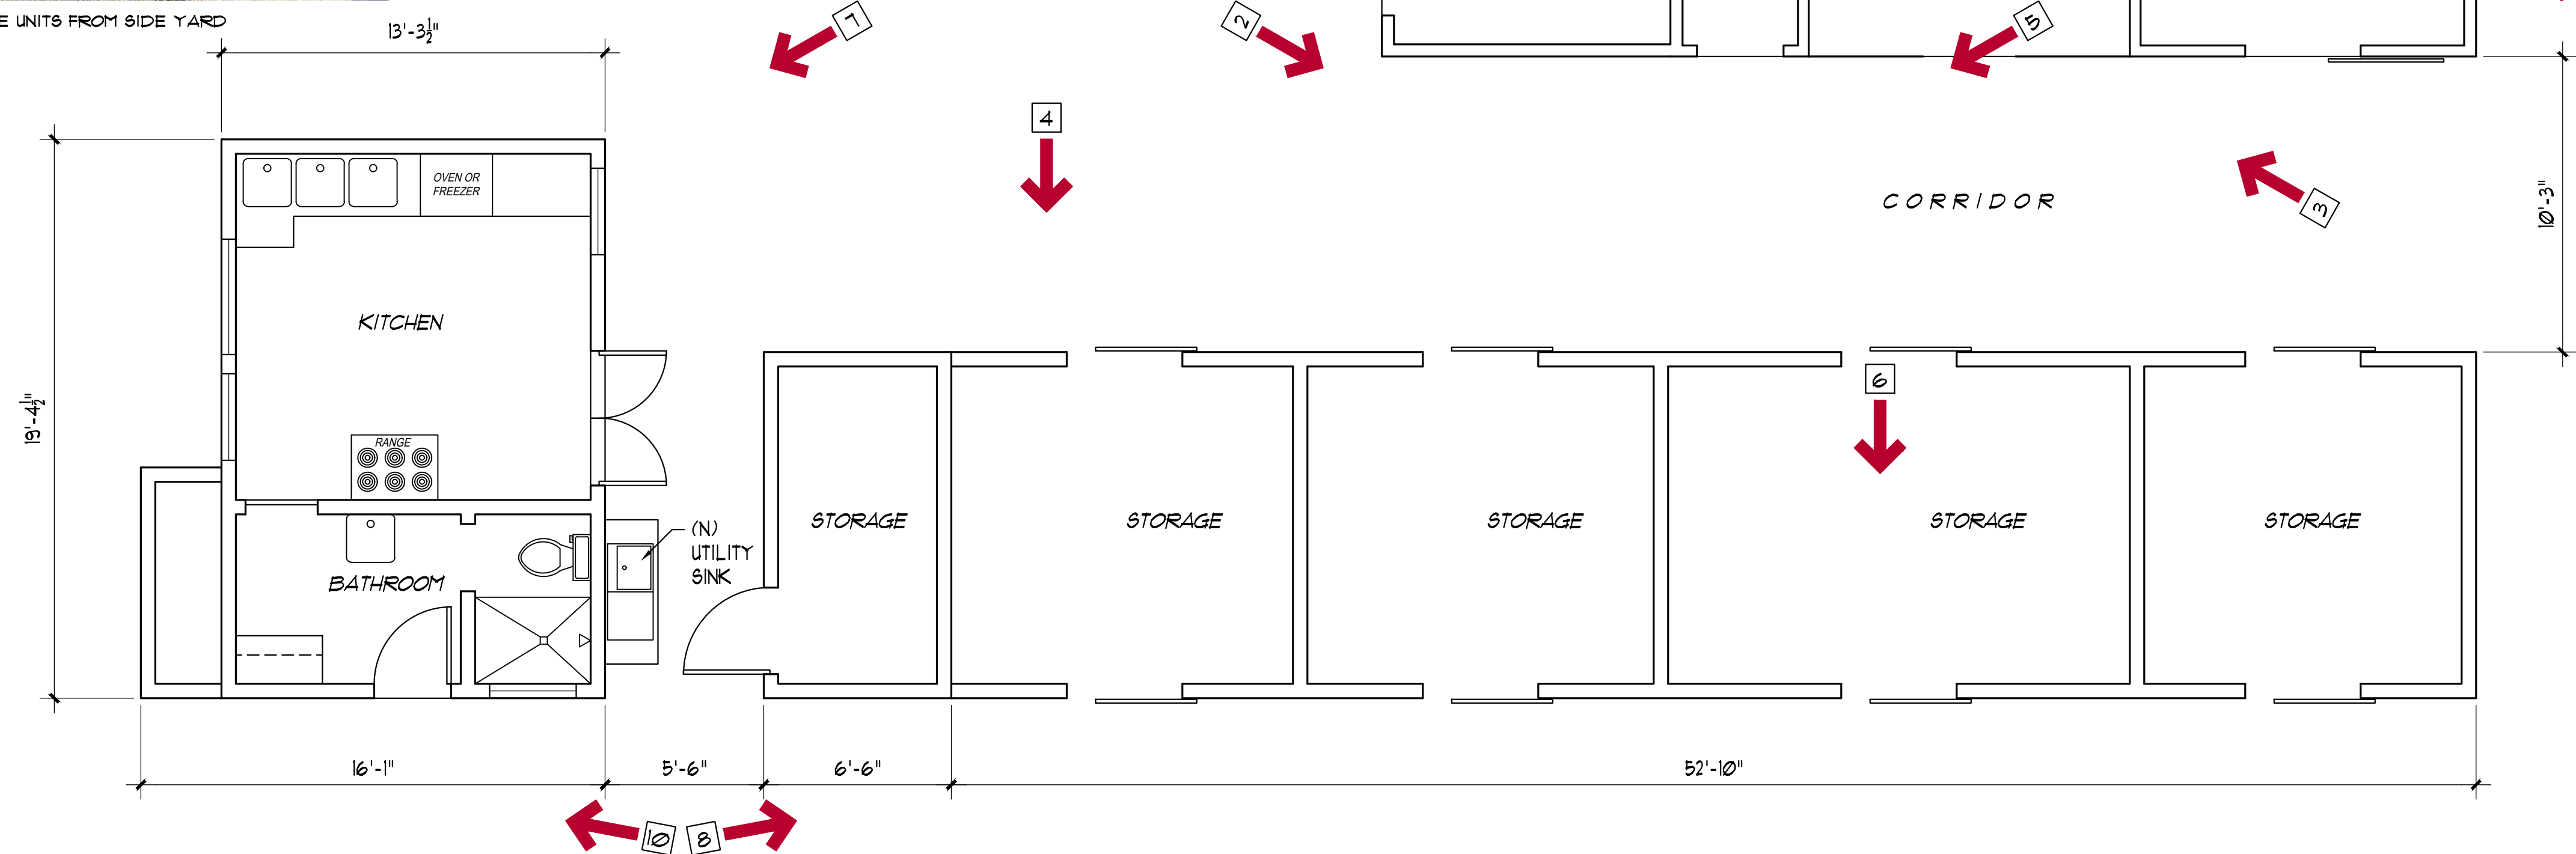 E UNITS FROM SIDE YARD
13'-3½"
7
2
5
4
OVEN OR
FREEZER
CORRIDOR
3
10'-3"
KITCHEN
6
19'-4½"
RANGE
STORAGE
STORAGE
STORAGE
STORAGE
STORAGE
(N)
UTILITY
SINK
BATHROOM
16'-1"
5'-6"
6'-6"
52'-10"
10
8